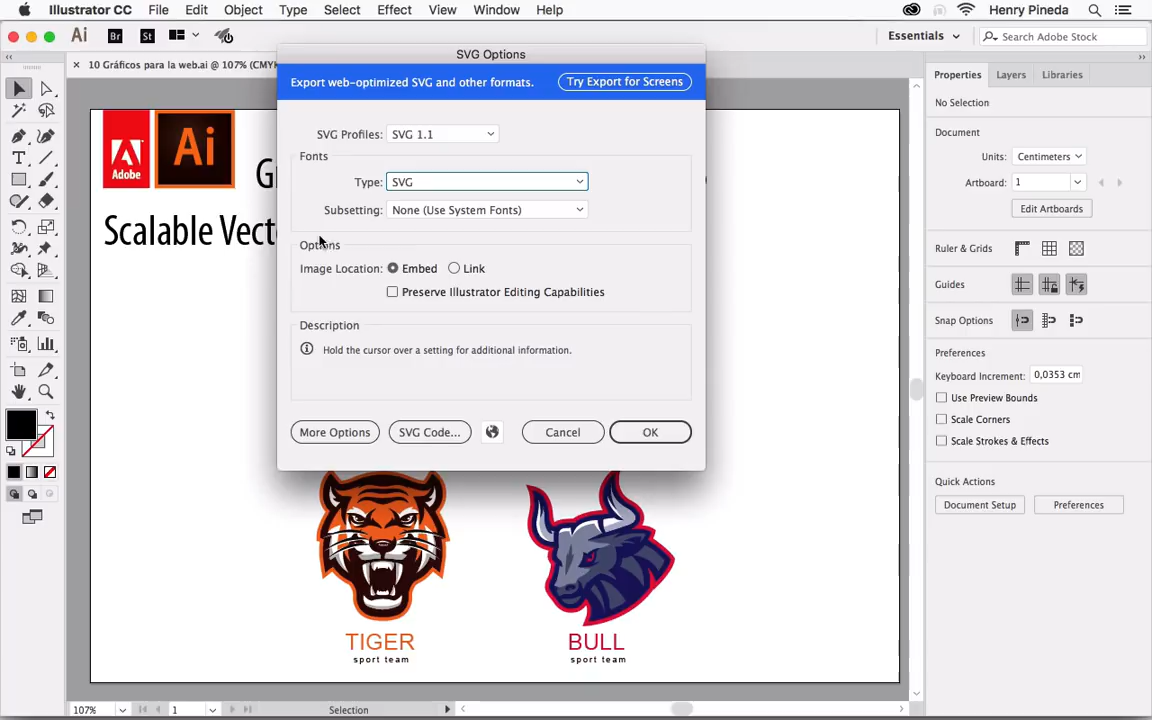 Illustrator CC File Edit Object Type Select Effect View Window Help Henry Pineda
Ai Br St Essentials Search Adobe Stock
10 Gráficos para la web.ai @ 107% (CMY
SVG Options
Export web-optimized SVG and other formats. Try Export for Screens
SVG Profiles: SVG 1.1
Fonts
Type: SVG
Subsetting: None (Use System Fonts)
Options
Image Location: Embed Link
Preserve Illustrator Editing Capabilities
Description
Hold the cursor over a setting for additional information.
More Options SVG Code... Cancel OK
Adobe
Ai
Scalable Vect
TIGER
sport team
BULL
sport team
Properties Layers Libraries
No Selection
Document
Units: Centimeters
Artboard: 1
Edit Artboards
Ruler & Grids
Guides
Snap Options
Preferences
Keyboard Increment: 0,0353 cm
Use Preview Bounds
Scale Corners
Scale Strokes & Effects
Quick Actions
Document Setup Preferences
107% 1 Selection